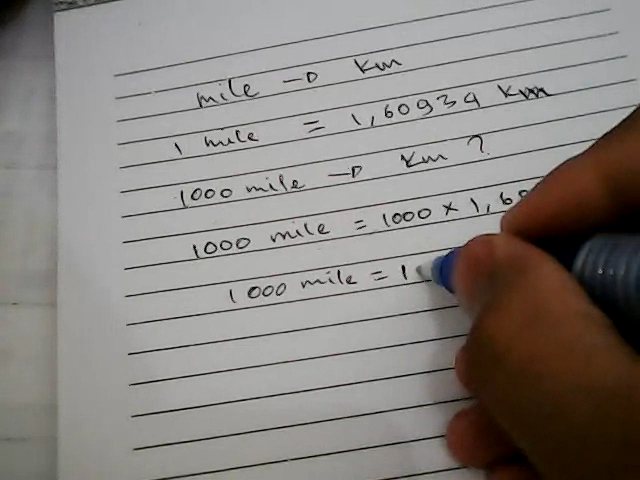 mile → km
1 mile = 1,60934 km
1000 mile → km ?
1000 mile = 1000 x 1,60
1000 mile = 1